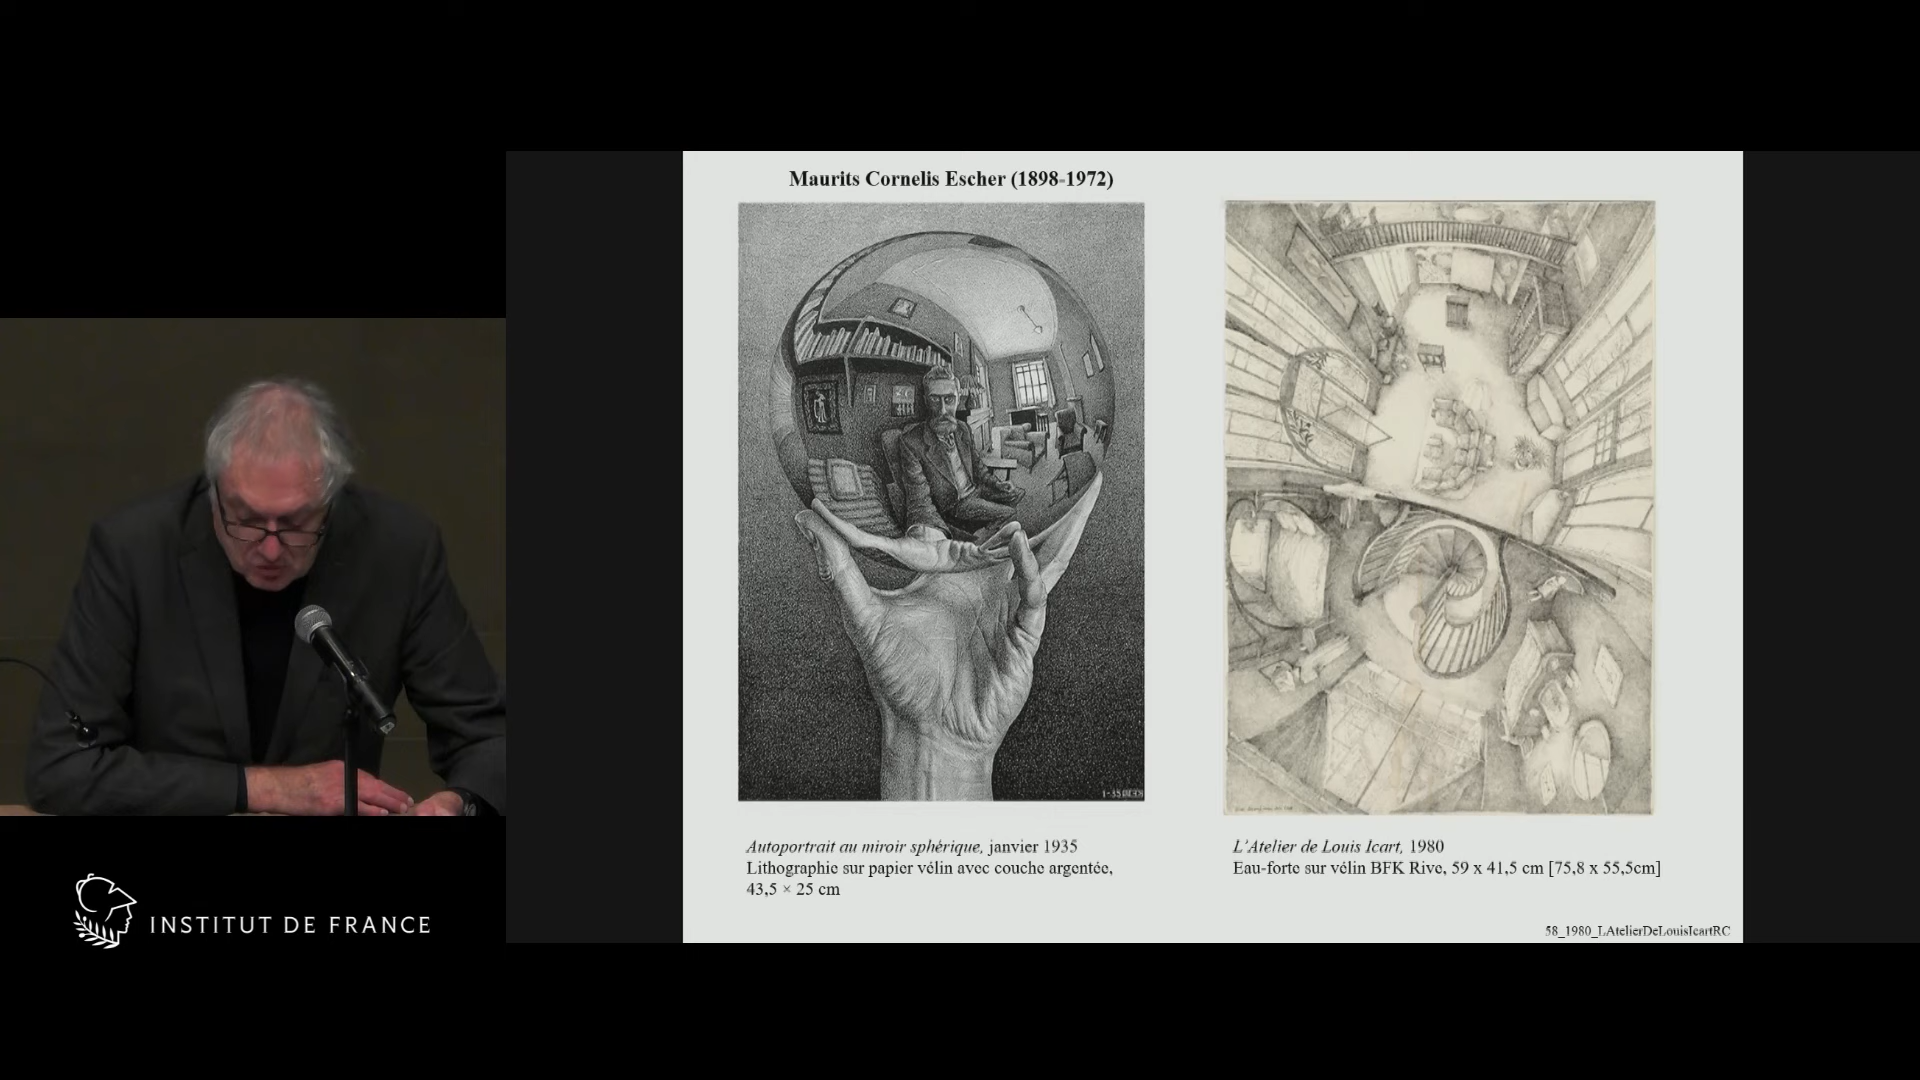 Maurits Cornelis Escher (1898-1972)
Autoportrait au miroir sphérique, janvier 1935
Lithographie sur papier vélin avec couche argentée,
43,5 × 25 cm
L'Atelier de Louis Icart, 1980
Eau-forte sur vélin BFK Rive, 59 x 41,5 cm [75,8 x 55,5cm]
58_1980_LAtelierDeLouisIcartRC
INSTITUT DE FRANCE